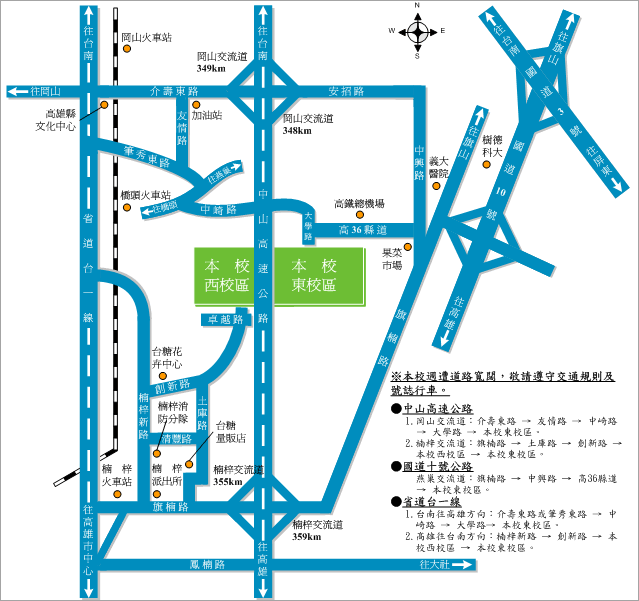 往台南
往台南
岡山火車站
岡山交流道
349km
N
W
E
S
往台南
往旗山
國道3號
往屏東
往岡山
介壽東路
安招路
高雄縣
文化中心
加油站
友情路
岡山交流道
348km
中興路
往旗山
義大
醫院
樹德
科大
國道10號
筆秀東路
往燕巢
橋頭火車站
往橋頭
中崎路
中山高速公路
大學路
高鐵總機場
高36縣道
果菜
市場
省道台一線
本 校
西校區
本 校
東校區
往高雄
卓越路
旗楠路
台糖花
卉中心
創新路
土庫路
楠梓新路
楠梓消
防分隊
清豐路
台糖
量販店
楠 梓
火車站
楠 梓
派出所
楠梓交流道
355km
旗楠路
楠梓交流道
359km
往高雄市中心
往高雄
鳳楠路
往大社
※本校週遭道路寬闊，敬請遵守交通規則及
號誌行車。
●中山高速公路
1.岡山交流道：介壽東路 → 友情路 → 中崎路
→ 大學路 → 本校東校區。
2.楠梓交流道：旗楠路 → 土庫路 → 創新路 →
本校西校區 → 本校東校區。
●國道十號公路
燕巢交流道：旗楠路 → 中興路 → 高36縣道
→ 本校東校區。
●省道台一線
1.台南往高雄方向：介壽東路或筆秀東路 → 中
崎路 → 大學路→ 本校東校區。
2.高雄往台南方向：楠梓新路 → 創新路 → 本
校西校區 → 本校東校區。